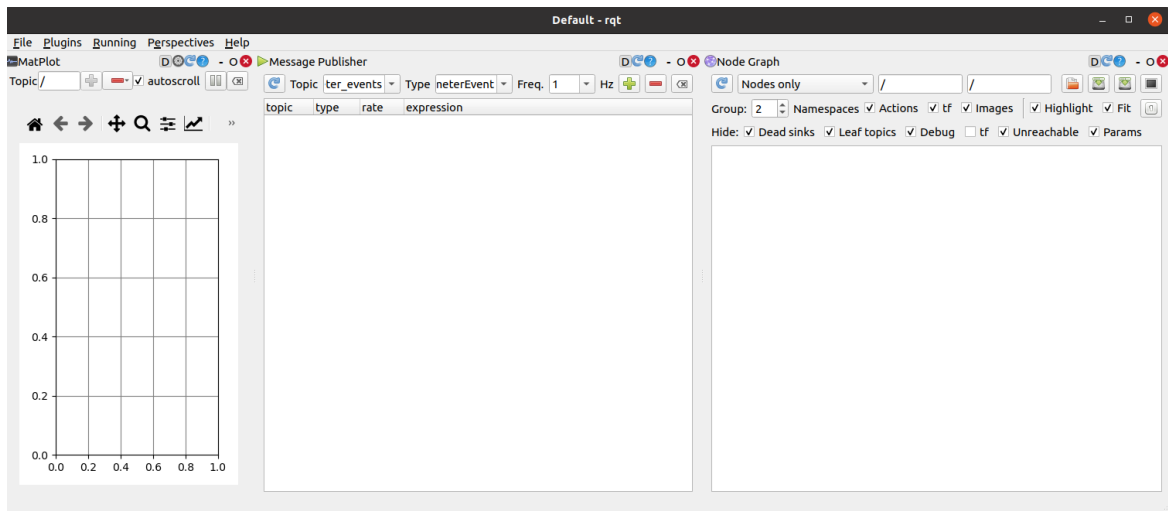 Default - rqt
File Plugins Running Perspectives Help
MatPlot D - O
Topic / autoscroll
1.0
0.8
0.6
0.4
0.2
0.0
0.0 0.2 0.4 0.6 0.8 1.0
Message Publisher D - O
Topic ter_events Type neterEvent Freq. 1 Hz
topic type rate expression
Node Graph D - O
Nodes only / /
Group: 2 Namespaces Actions tf Images Highlight Fit
Hide: Dead sinks Leaf topics Debug tf Unreachable Params